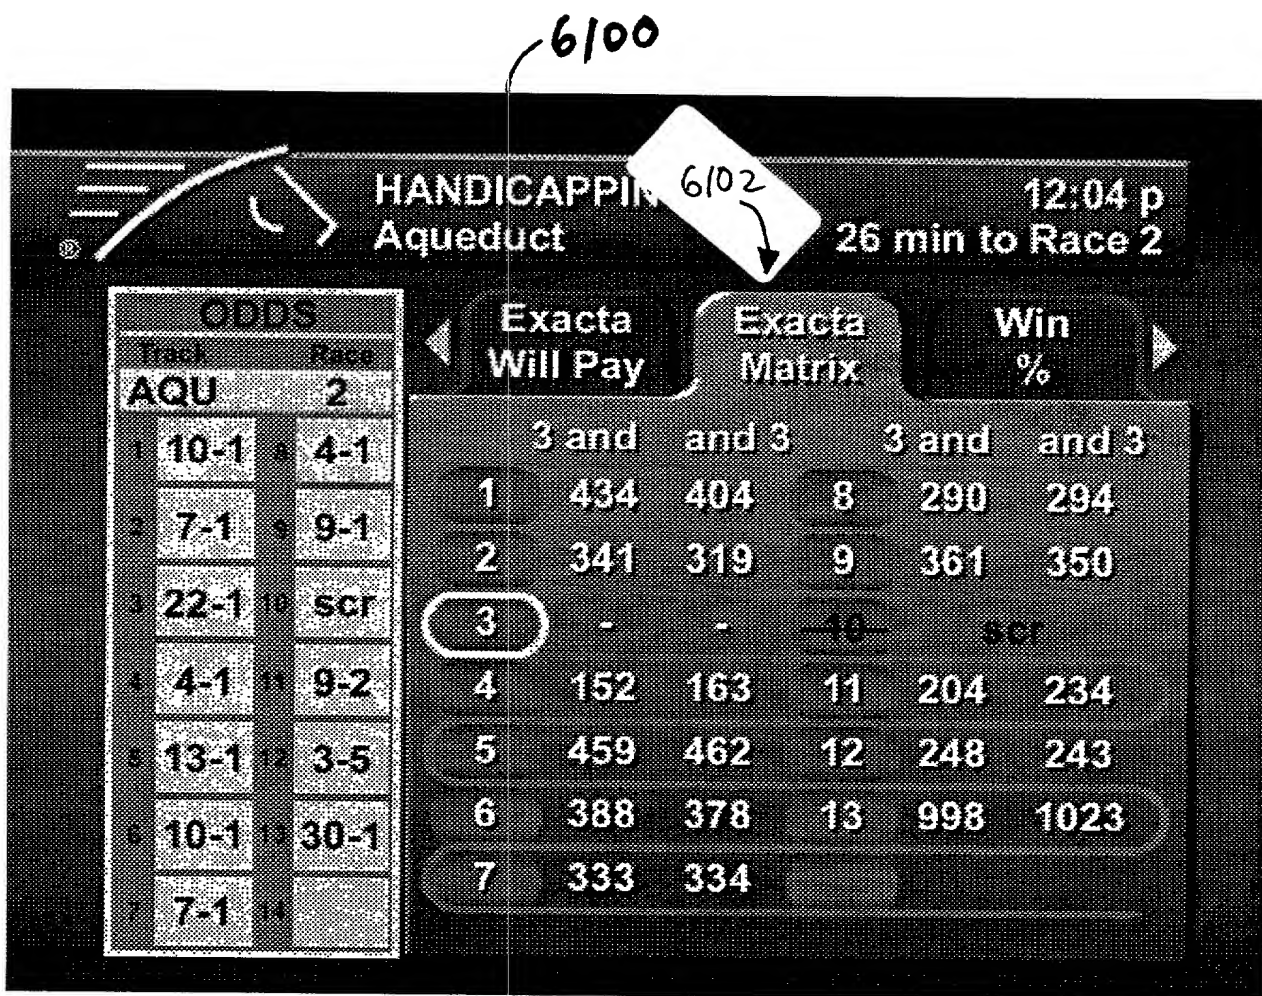 6100
HANDICAPPIN
6102
12:04 p
Aqueduct
26 min to Race 2
®
ODDS
Track Race
AQU 2
1 10-1 8 4-1
2 7-1 9 9-1
3 22-1 10 scr
4 4-1 11 9-2
5 13-1 12 3-5
6 10-1 13 30-1
7 7-1 14
Exacta Will Pay
Exacta Matrix
Win %
3 and and 3 3 and and 3
1 434 404 8 290 294
2 341 319 9 361 350
3 - - 10 scr
4 152 163 11 204 234
5 459 462 12 248 243
6 388 378 13 998 1023
7 333 334